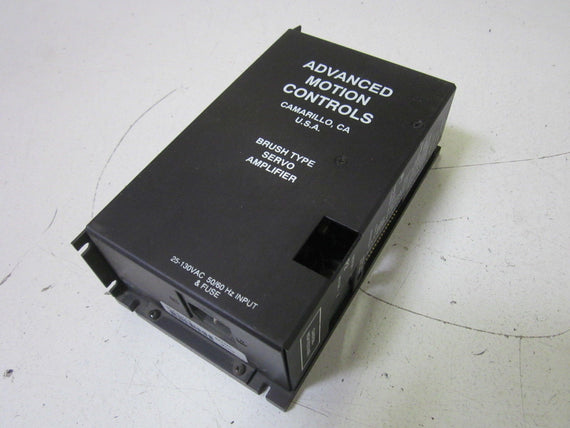 ADVANCED
MOTION
CONTROLS
CAMARILLO, CA
U.S.A.
BRUSH TYPE
SERVO
AMPLIFIER
25-130VAC 50/60 Hz INPUT
& FUSE